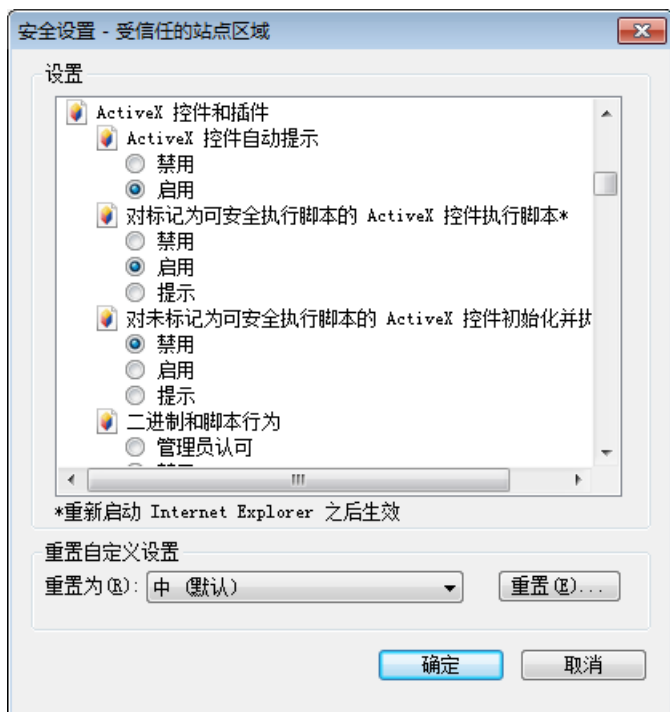 安全设置 - 受信任的站点区域
设置
ActiveX 控件和插件
ActiveX 控件自动提示
禁用
启用
对标记为可安全执行脚本的 ActiveX 控件执行脚本*
禁用
启用
提示
对未标记为可安全执行脚本的 ActiveX 控件初始化并执
禁用
启用
提示
二进制和脚本行为
管理员认可
*重新启动 Internet Explorer 之后生效
重置自定义设置
重置为(R): 中 (默认) 重置(E)...
确定 取消